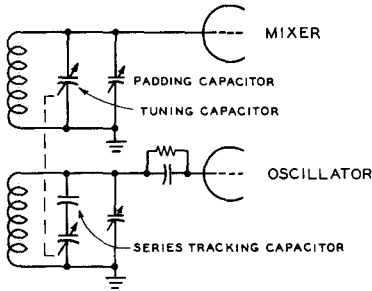 MIXER
PADDING CAPACITOR
TUNING CAPACITOR
OSCILLATOR
SERIES TRACKING CAPACITOR